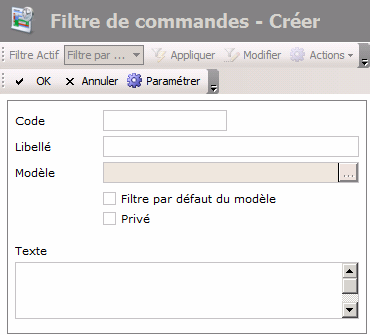 Filtre de commandes - Créer
Filtre Actif Filtre par ... Appliquer Modifier Actions
OK Annuler Paramétrer
Code
Libellé
Modèle ...
Filtre par défaut du modèle
Privé
Texte